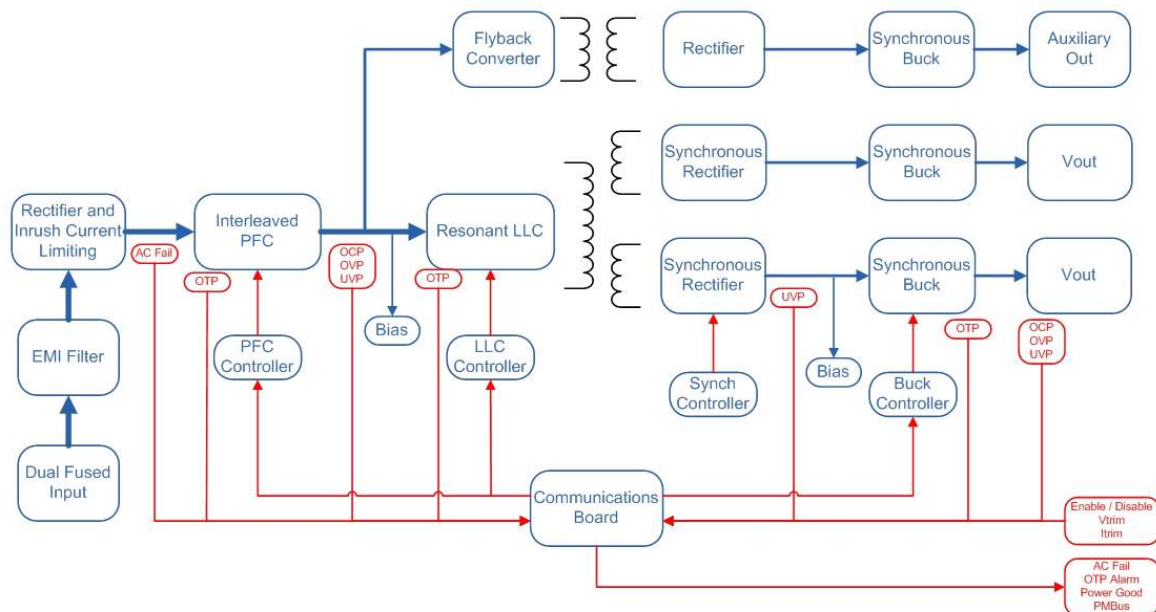 Flyback
Converter
Rectifier
Synchronous
Buck
Auxiliary
Out
Synchronous
Rectifier
Synchronous
Buck
Vout
Rectifier and
Inrush Current
Limiting
Interleaved
PFC
Resonant LLC
Synchronous
Rectifier
Synchronous
Buck
Vout
AC Fail
OTP
OCP
OVP
UVP
OTP
UVP
OTP
OCP
OVP
UVP
Bias
Bias
EMI Filter
PFC
Controller
LLC
Controller
Synch
Controller
Buck
Controller
Dual Fused
Input
Communications
Board
Enable / Disable
Vtrim
Itrim
AC Fail
OTP Alarm
Power Good
PMBus